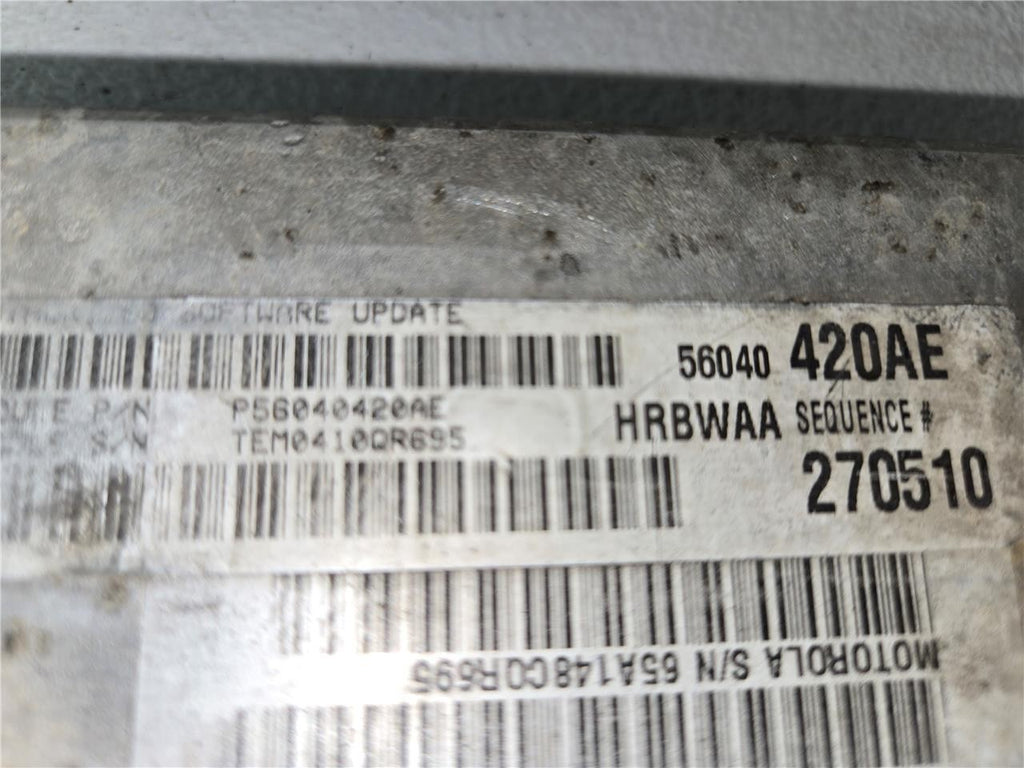 SOFTWARE UPDATE
56040 420AE
P/N P56040420AE
S/N TEM0410QR695
HRBWAA SEQUENCE #
270510
MOTOROLA S/N 65A148CQR695